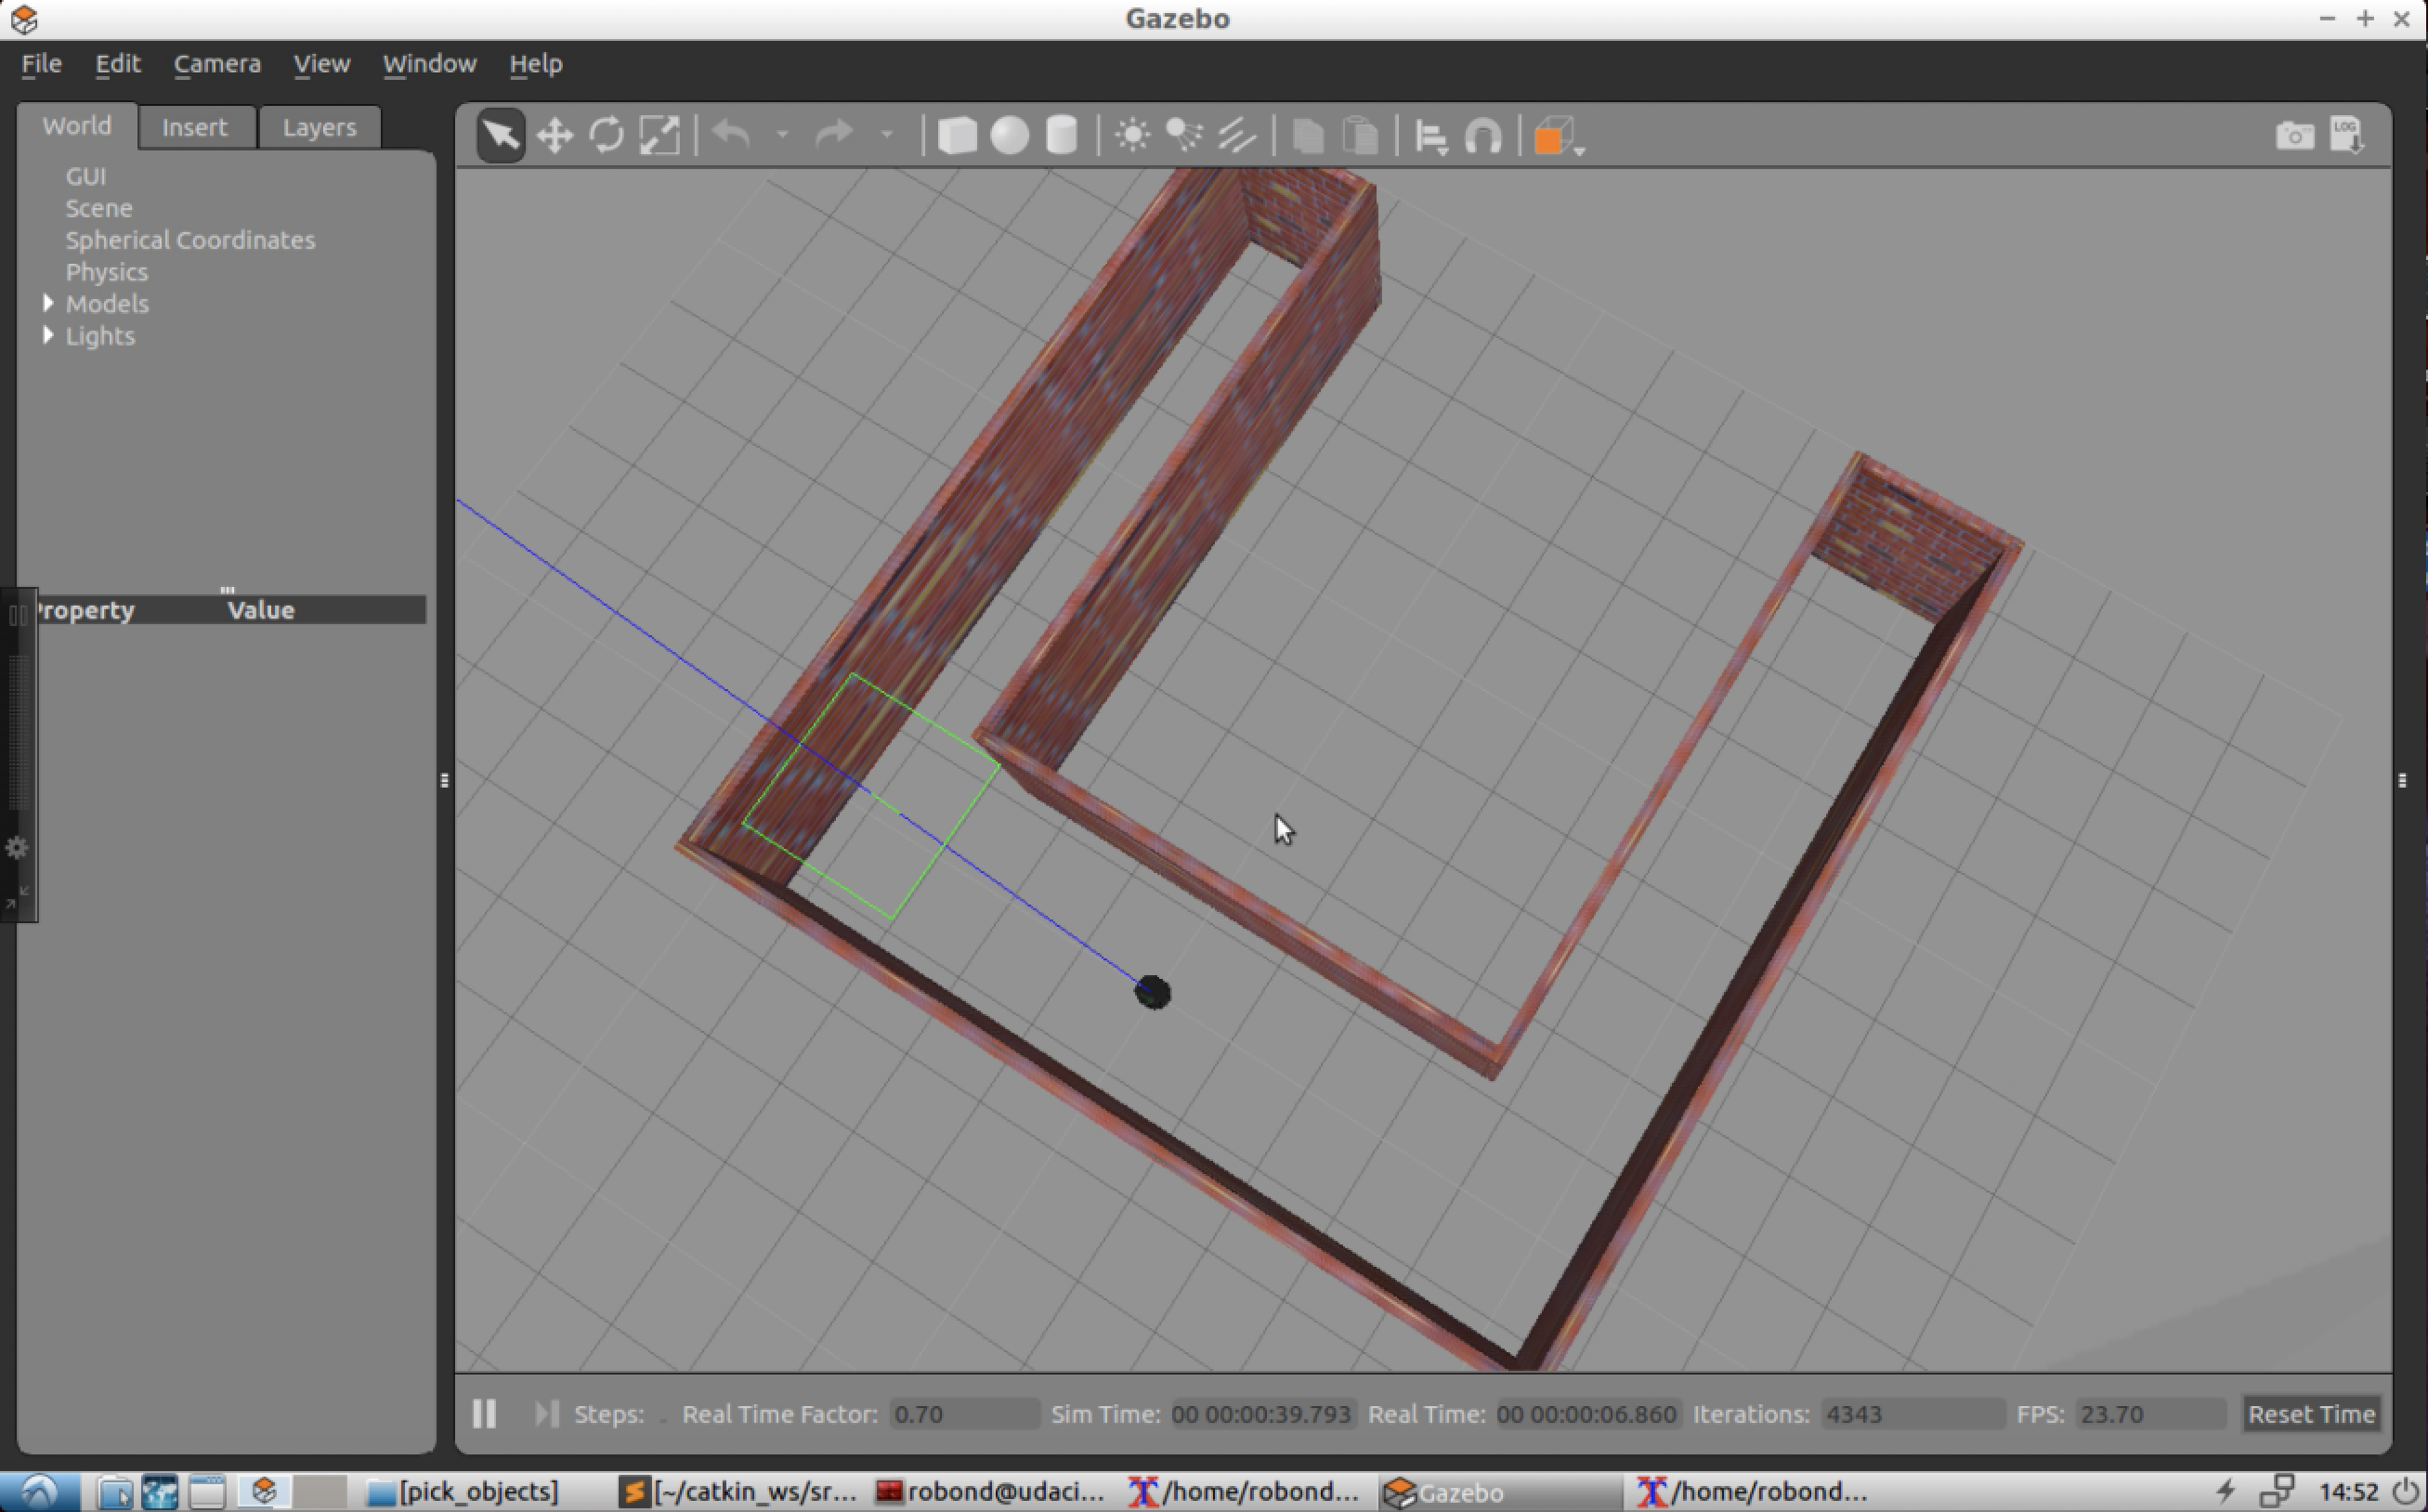 Gazebo
File Edit Camera View Window Help
World Insert Layers
LOG
GUI
Scene
Spherical Coordinates
Physics
Models
Lights
Property Value
Steps: Real Time Factor: 0.70 Sim Time: 00 00:00:39.793 Real Time: 00 00:00:06.860 Iterations: 4343 FPS: 23.70 Reset Time
[pick_objects] [~/catkin_ws/sr... robond@udaci... /home/robond... Gazebo /home/robond... 14:52